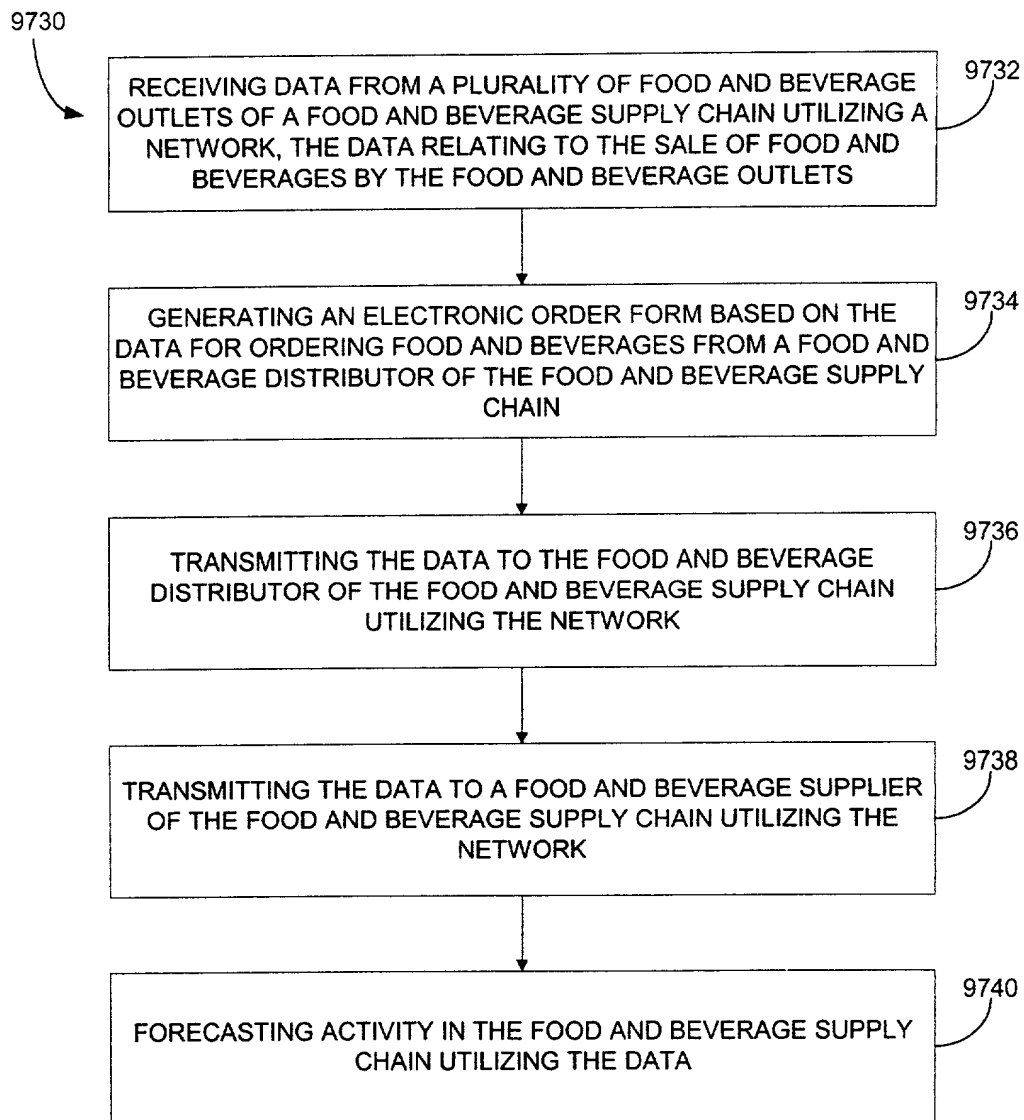 9730
RECEIVING DATA FROM A PLURALITY OF FOOD AND BEVERAGE
OUTLETS OF A FOOD AND BEVERAGE SUPPLY CHAIN UTILIZING A
NETWORK, THE DATA RELATING TO THE SALE OF FOOD AND
BEVERAGES BY THE FOOD AND BEVERAGE OUTLETS
9732
GENERATING AN ELECTRONIC ORDER FORM BASED ON THE
DATA FOR ORDERING FOOD AND BEVERAGES FROM A FOOD AND
BEVERAGE DISTRIBUTOR OF THE FOOD AND BEVERAGE SUPPLY
CHAIN
9734
TRANSMITTING THE DATA TO THE FOOD AND BEVERAGE
DISTRIBUTOR OF THE FOOD AND BEVERAGE SUPPLY CHAIN
UTILIZING THE NETWORK
9736
TRANSMITTING THE DATA TO A FOOD AND BEVERAGE SUPPLIER
OF THE FOOD AND BEVERAGE SUPPLY CHAIN UTILIZING THE
NETWORK
9738
FORECASTING ACTIVITY IN THE FOOD AND BEVERAGE SUPPLY
CHAIN UTILIZING THE DATA
9740